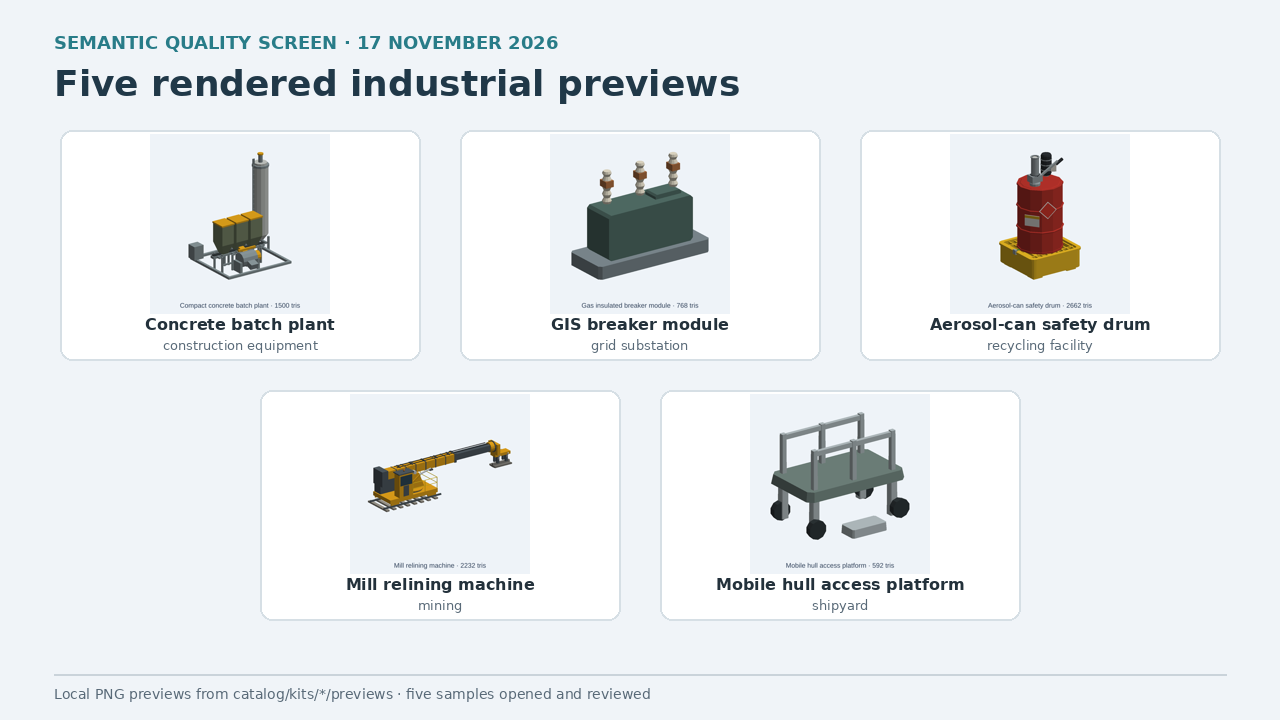 SEMANTIC QUALITY SCREEN · 17 NOVEMBER 2026
Five rendered industrial previews
Compact concrete batch plant · 1500 tris
Concrete batch plant
construction equipment
Gas insulated breaker module · 768 tris
GIS breaker module
grid substation
Aerosol-can safety drum · 2662 tris
Aerosol-can safety drum
recycling facility
Mill relining machine · 2232 tris
Mill relining machine
mining
Mobile hull access platform · 592 tris
Mobile hull access platform
shipyard
Local PNG previews from catalog/kits/*/previews · five samples opened and reviewed